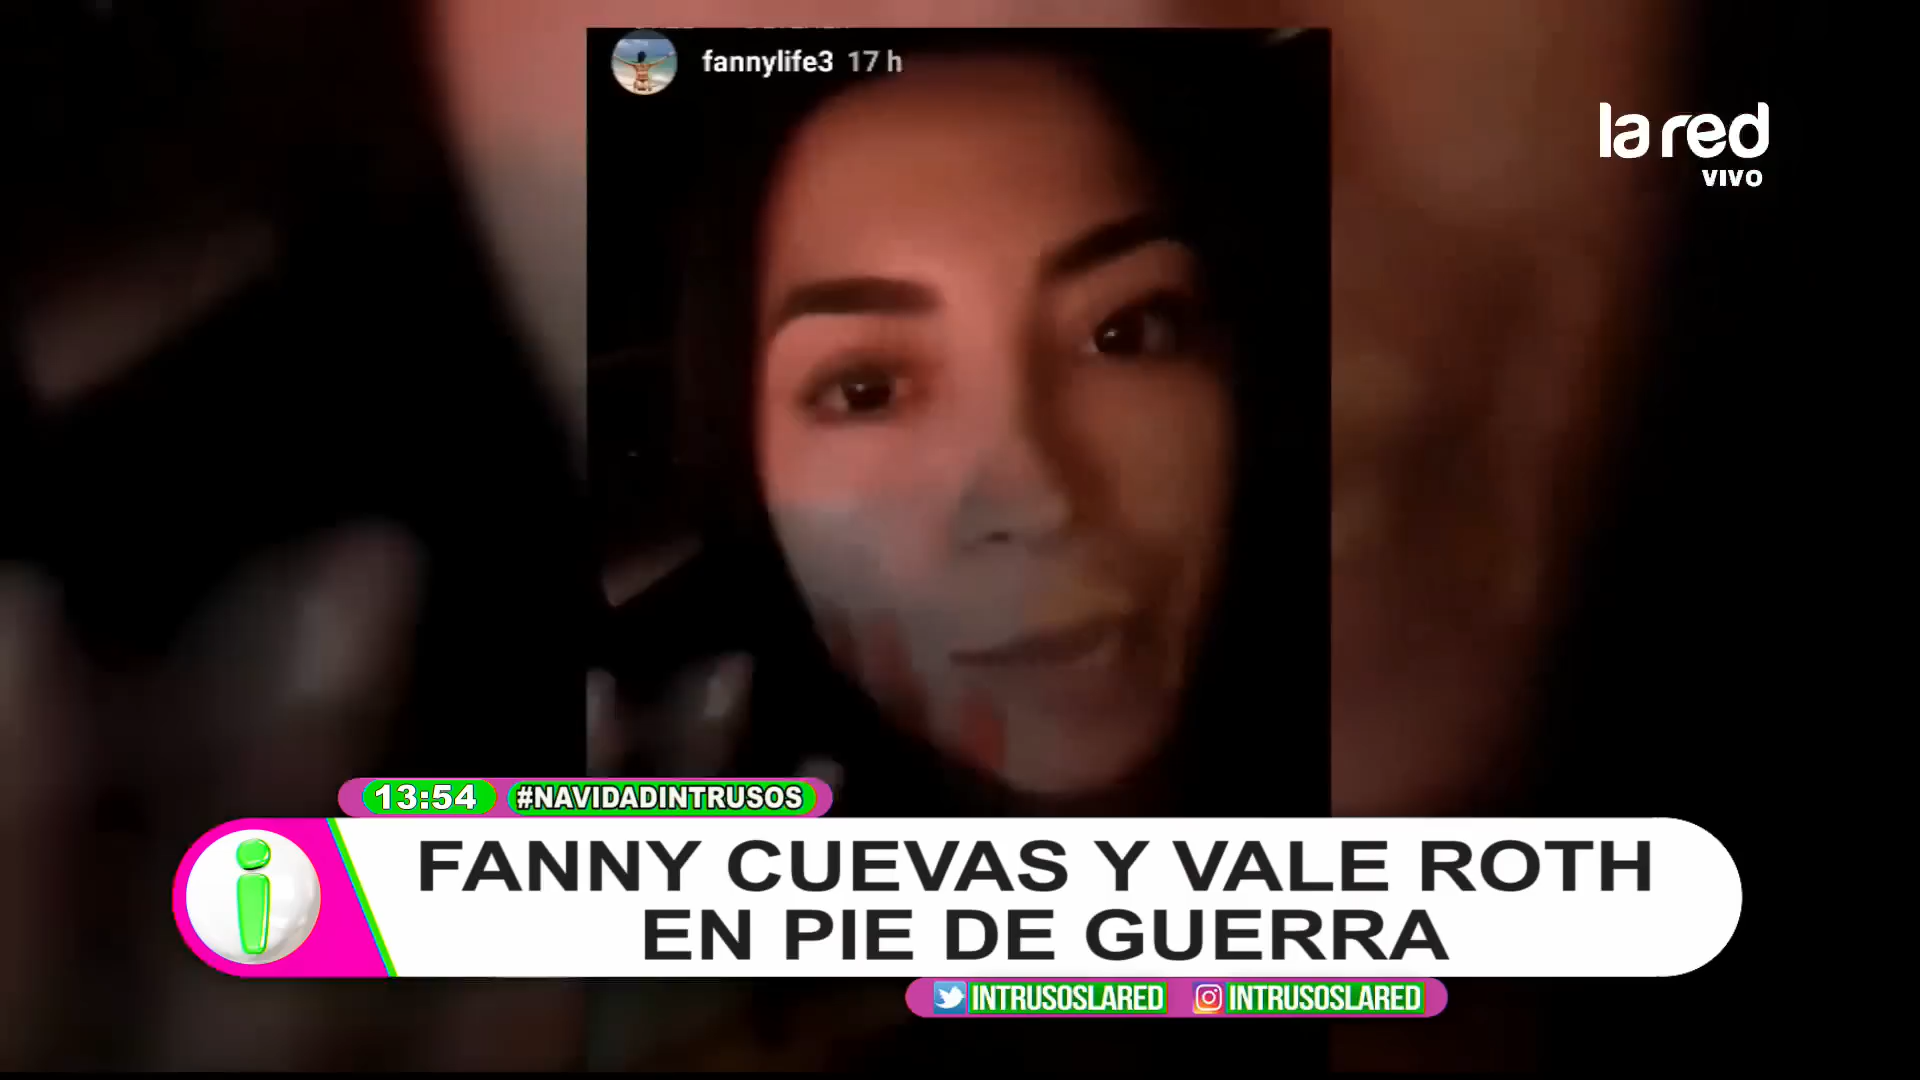 fannylife3 17 h
la red
VIVO
13:54 #NAVIDADINTRUSOS
FANNY CUEVAS Y VALE ROTH
EN PIE DE GUERRA
INTRUSOSLARED INTRUSOSLARED